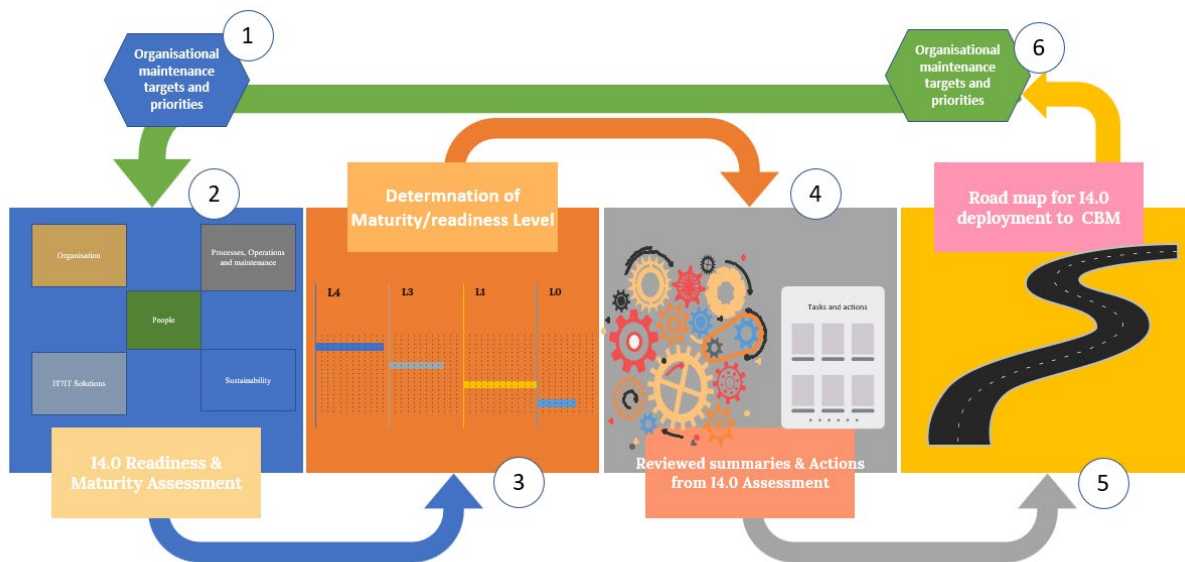 1
Organisational
maintenance
targets and
priorities
6
Organisational
maintenance
targets and
priorities
2
Organisation
Processes, Operations
and maintenance
People
IT?IT Solutions
Sustainability
I4.0 Readiness &
Maturity Assessment
Determnation of
Maturity/readiness Level
L4
L3
L1
L0
3
4
Tasks and actions
Reviewed summaries & Actions
from I4.0 Assessment
Road map for I4.0
deployment to CBM
5